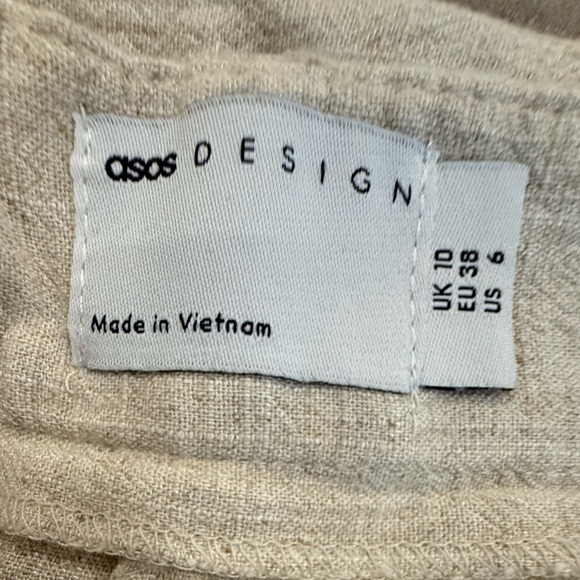 asos DESIGN
Made in Vietnam
UK 10
EU 38
US 6